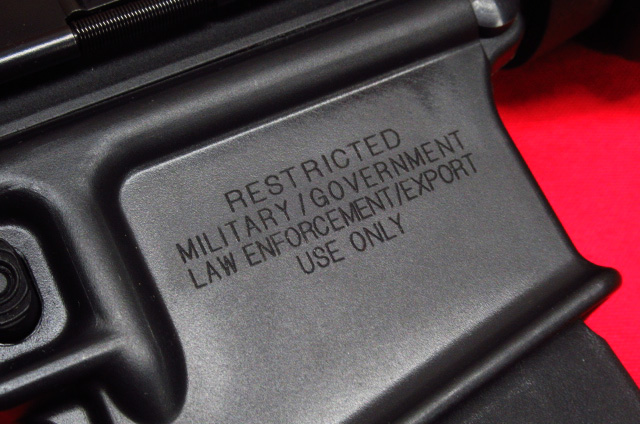 RESTRICTED
MILITARY/GOVERNMENT
LAW ENFORCEMENT/EXPORT
USE ONLY